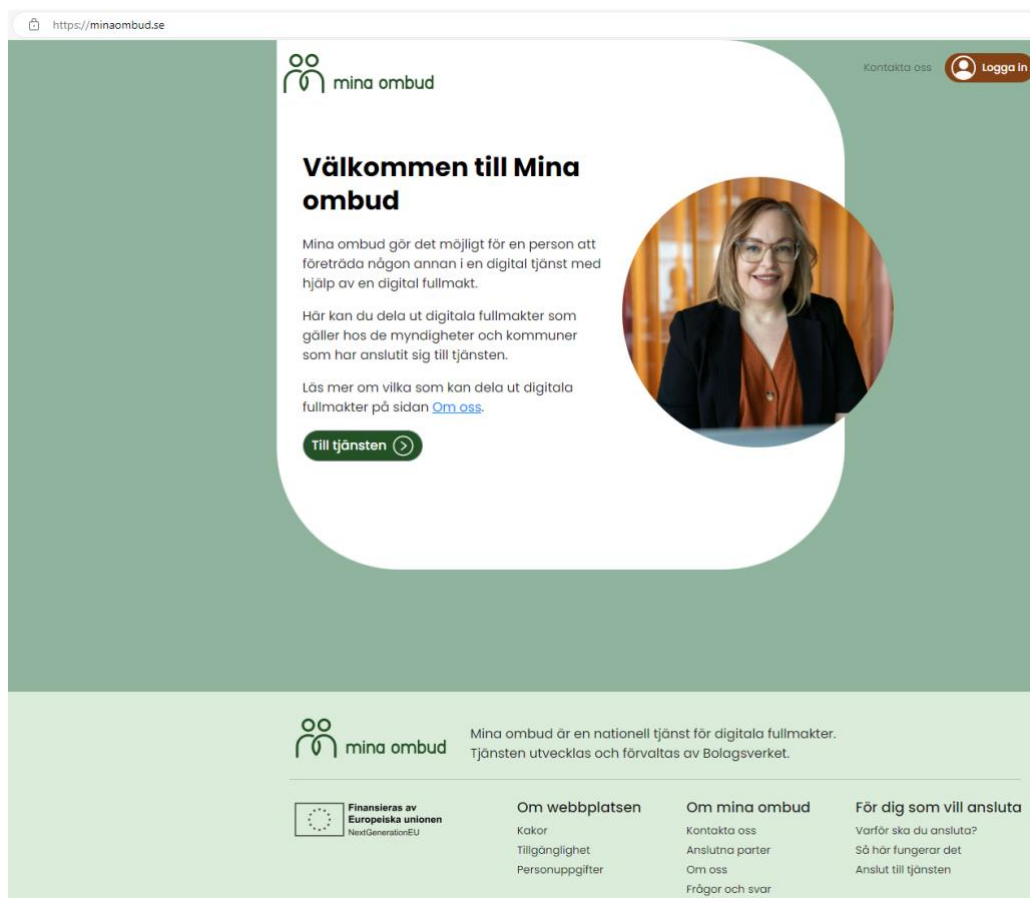 https://minaombud.se
mina ombud
Kontakta oss
Logga in
Välkommen till Mina
ombud
Mina ombud gör det möjligt för en person att
företräda någon annan i en digital tjänst med
hjälp av en digital fullmakt.
Här kan du dela ut digitala fullmakter som
gäller hos de myndigheter och kommuner
som har anslutit sig till tjänsten.
Läs mer om vilka som kan dela ut digitala
fullmakter på sidan Om oss.
Till tjänsten
mina ombud
Mina ombud är en nationell tjänst för digitala fullmakter.
Tjänsten utvecklas och förvaltas av Bolagsverket.
Finansieras av
Europeiska unionen
NextGenerationEU
Om webbplatsen
Kakor
Tillgänglighet
Personuppgifter
Om mina ombud
Kontakta oss
Anslutna parter
Om oss
Frågor och svar
För dig som vill ansluta
Varför ska du ansluta?
Så här fungerar det
Anslut till tjänsten